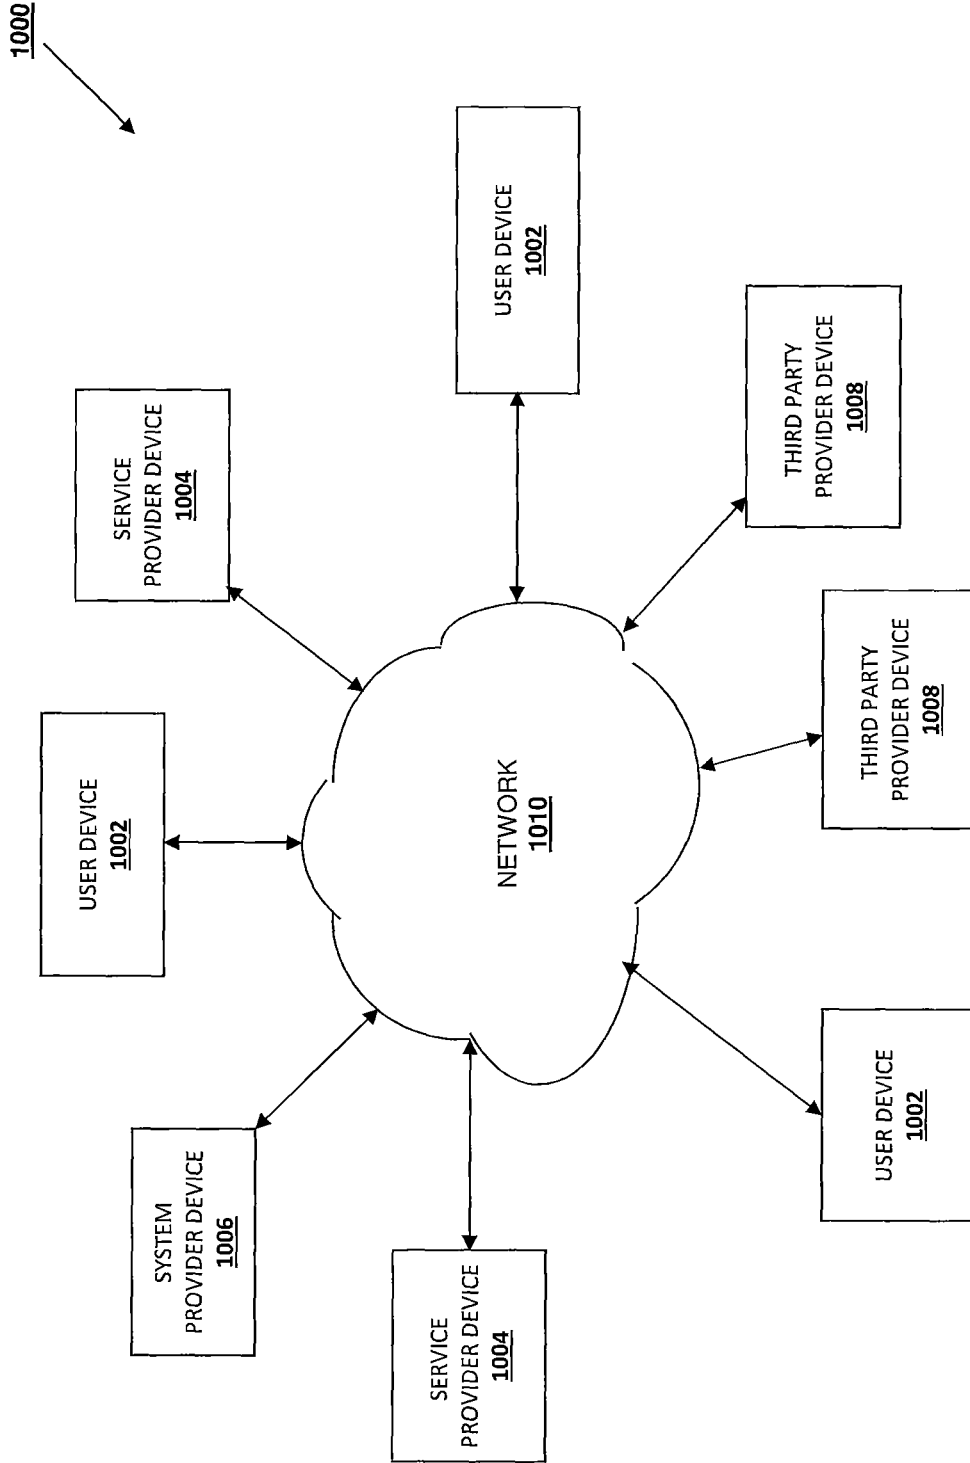 1000
SYSTEM
PROVIDER DEVICE
1006
USER DEVICE
1002
SERVICE
PROVIDER DEVICE
1004
SERVICE
PROVIDER DEVICE
1004
NETWORK
1010
USER DEVICE
1002
USER DEVICE
1002
THIRD PARTY
PROVIDER DEVICE
1008
THIRD PARTY
PROVIDER DEVICE
1008